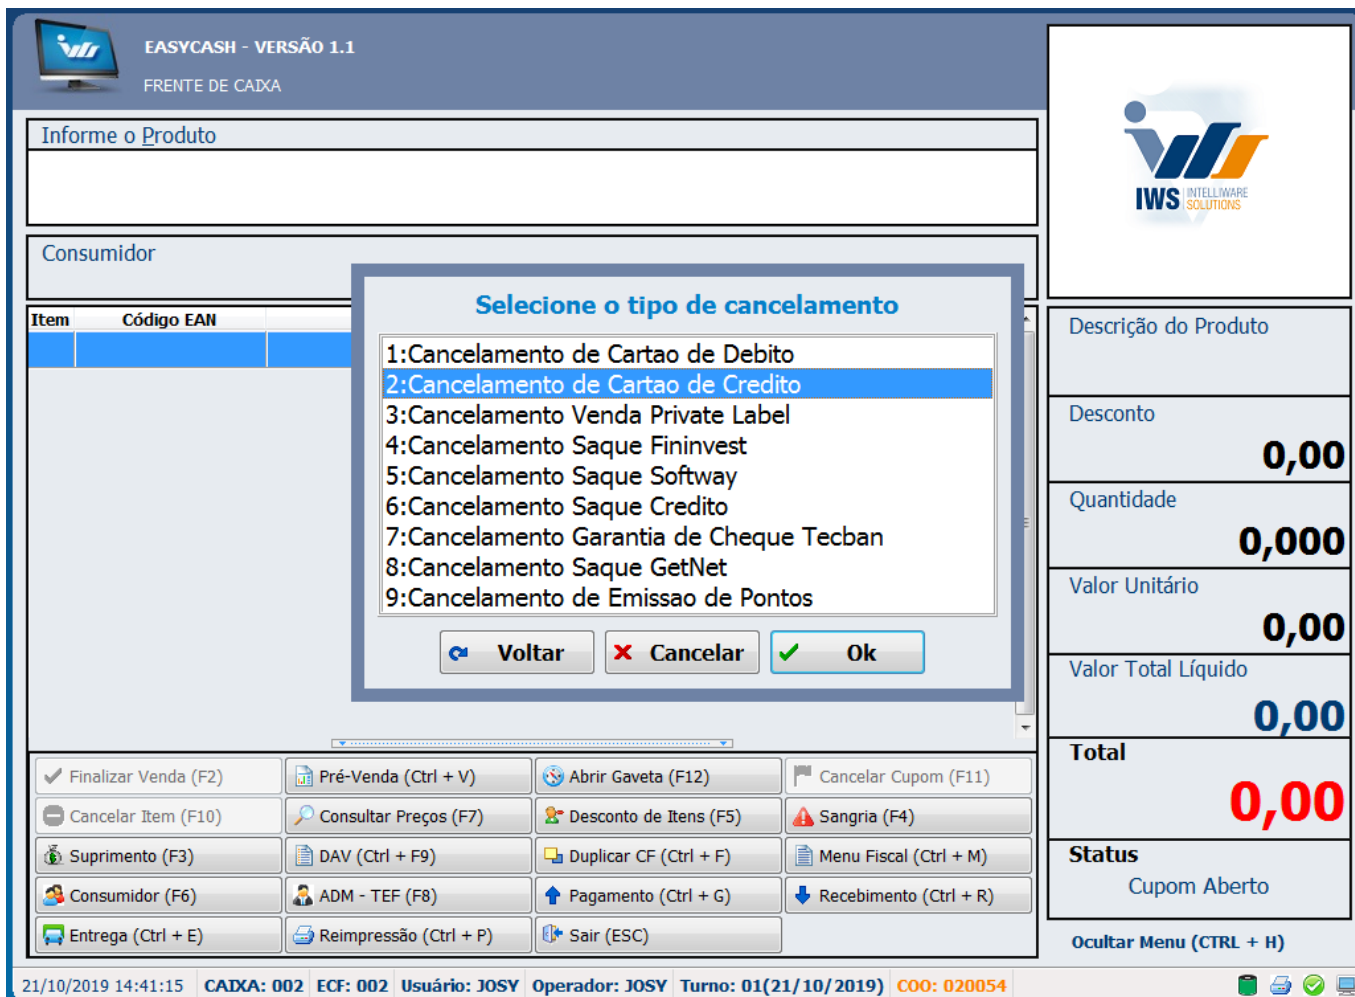 EASYCASH - VERSÃO 1.1
FRENTE DE CAIXA
IWS INTELLIWARE SOLUTIONS
Informe o Produto
Consumidor
Item Código EAN
Selecione o tipo de cancelamento
1:Cancelamento de Cartao de Debito
2:Cancelamento de Cartao de Credito
3:Cancelamento Venda Private Label
4:Cancelamento Saque Fininvest
5:Cancelamento Saque Softway
6:Cancelamento Saque Credito
7:Cancelamento Garantia de Cheque Tecban
8:Cancelamento Saque GetNet
9:Cancelamento de Emissao de Pontos
Voltar Cancelar Ok
Descrição do Produto
Desconto
0,00
Quantidade
0,000
Valor Unitário
0,00
Valor Total Líquido
0,00
Total
0,00
Status
Cupom Aberto
Ocultar Menu (CTRL + H)
Finalizar Venda (F2) Pré-Venda (Ctrl + V) Abrir Gaveta (F12) Cancelar Cupom (F11)
Cancelar Item (F10) Consultar Preços (F7) Desconto de Itens (F5) Sangria (F4)
Suprimento (F3) DAV (Ctrl + F9) Duplicar CF (Ctrl + F) Menu Fiscal (Ctrl + M)
Consumidor (F6) ADM - TEF (F8) Pagamento (Ctrl + G) Recebimento (Ctrl + R)
Entrega (Ctrl + E) Reimpressão (Ctrl + P) Sair (ESC)
21/10/2019 14:41:15 CAIXA: 002 ECF: 002 Usuário: JOSY Operador: JOSY Turno: 01(21/10/2019) COO: 020054